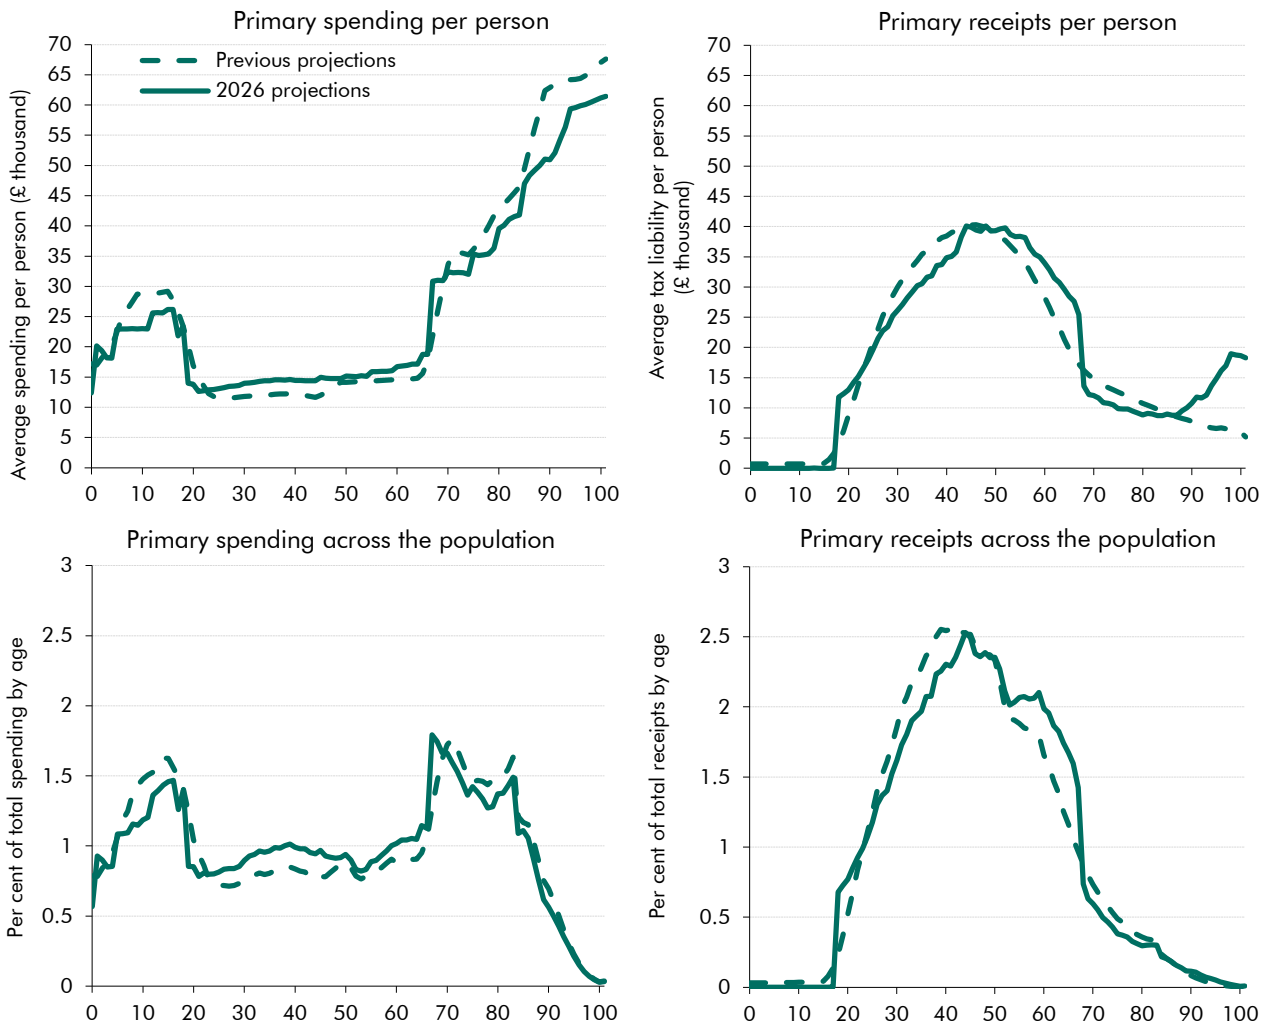 Primary spending per person
Average spending per person (£ thousand)
70
65
60
55
50
45
40
35
30
25
20
15
10
5
0
Previous projections
2026 projections
0 10 20 30 40 50 60 70 80 90 100
Primary receipts per person
Average tax liability per person
(£ thousand)
70
65
60
55
50
45
40
35
30
25
20
15
10
5
0
0 10 20 30 40 50 60 70 80 90 100
Primary spending across the population
Per cent of total spending by age
3
2.5
2
1.5
1
0.5
0
0 10 20 30 40 50 60 70 80 90 100
Primary receipts across the population
Per cent of total receipts by age
3
2.5
2
1.5
1
0.5
0
0 10 20 30 40 50 60 70 80 90 100